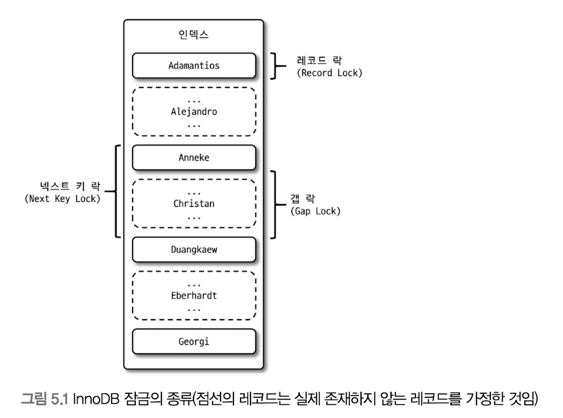 인덱스
Adamantios
레코드 락
(Record Lock)
...
Alejandro
...
Anneke
넥스트 키 락
(Next Key Lock)
...
Christan
...
갭 락
(Gap Lock)
Duangkaew
...
Eberhardt
...
Georgi
그림 5.1 InnoDB 잠금의 종류(점선의 레코드는 실제 존재하지 않는 레코드를 가정한 것임)